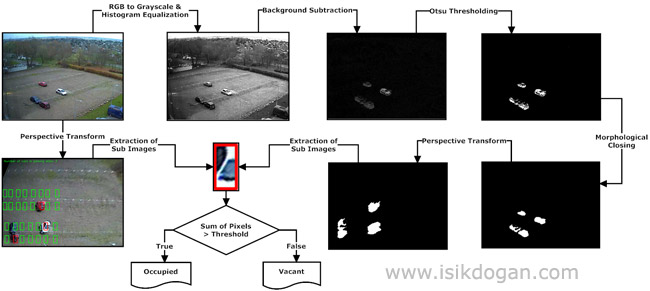 RGB to Grayscale &
Histogram Equalization
Background Subtraction
Otsu Thresholding
Perspective Transform
Extraction of
Sub Images
Extraction of
Sub Images
Perspective Transform
Morphological
Closing
Sum of Pixels
> Threshold
True
False
Occupied
Vacant
www.isikdogan.com